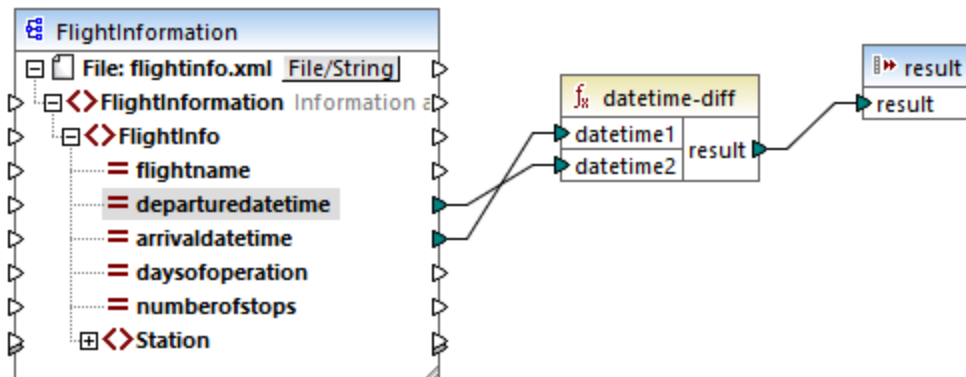 FlightInformation
File: flightinfo.xml File/String
FlightInformation Information a
FlightInfo
flightname
departuredatetime
arrivaldatetime
daysofoperation
numberofstops
Station
fx datetime-diff
datetime1
datetime2
result
result
result